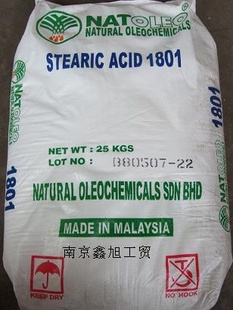 NATOLEO
NATURAL OLEOCHEMICALS
STEARIC ACID 1801
NET WT: 25 KGS
LOT NO: 880507-22
1801
1801
NATURAL OLEOCHEMICALS SDN BHD
MADE IN MALAYSIA
南京鑫旭工贸
KEEP DRY
NO HOOK